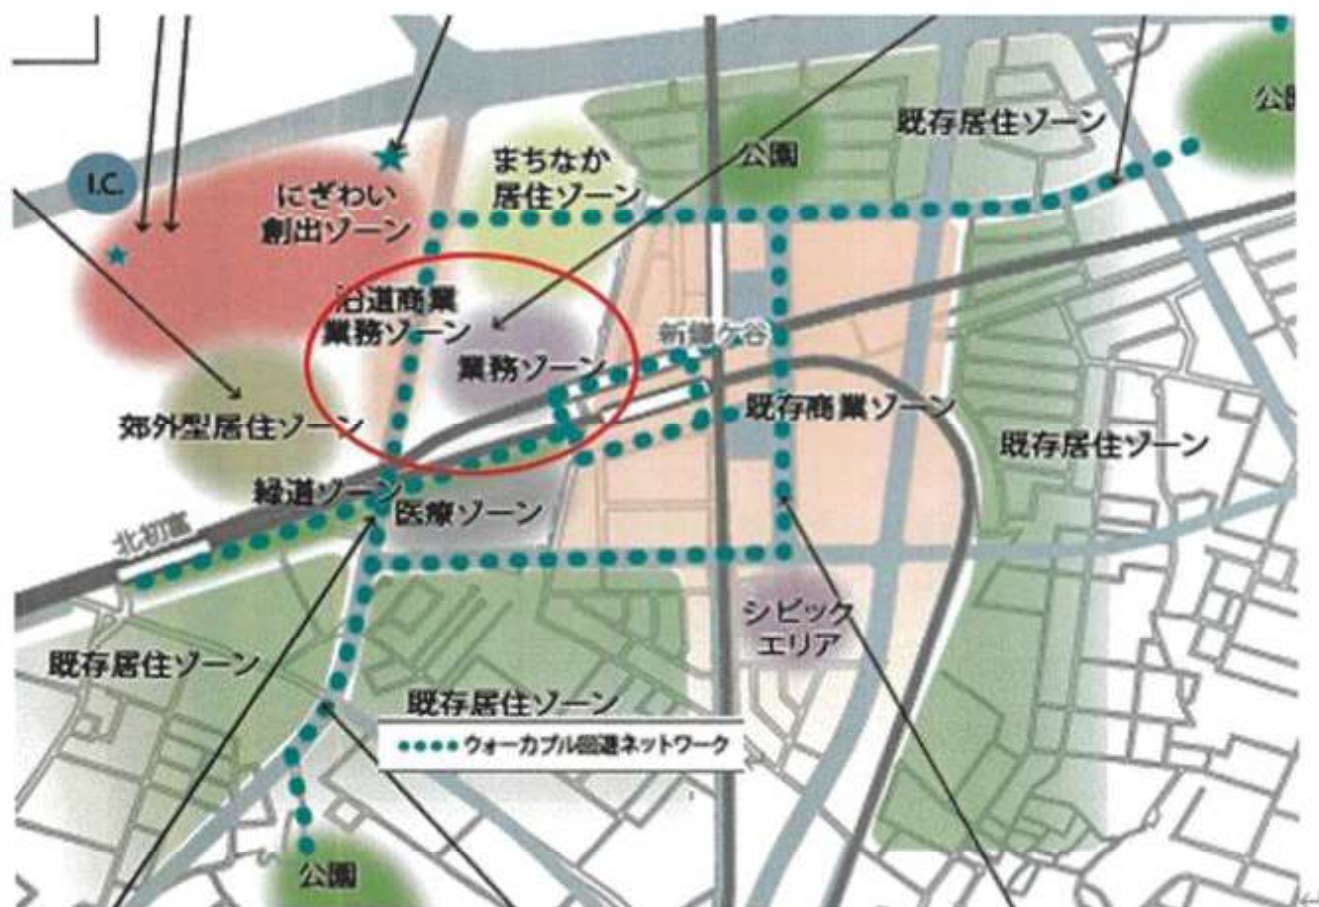 既存居住ゾーン
公園
まちなか
居住ゾーン
公園
I.C.
にぎわい
創出ゾーン
沿道商業
業務ゾーン
新鎌ケ谷
業務ゾーン
既存商業ゾーン
郊外型居住ゾーン
既存居住ゾーン
緑道ゾーン
医療ゾーン
北初富
シビック
エリア
既存居住ゾーン
既存居住ゾーン
ウォーカブル回遊ネットワーク
公園